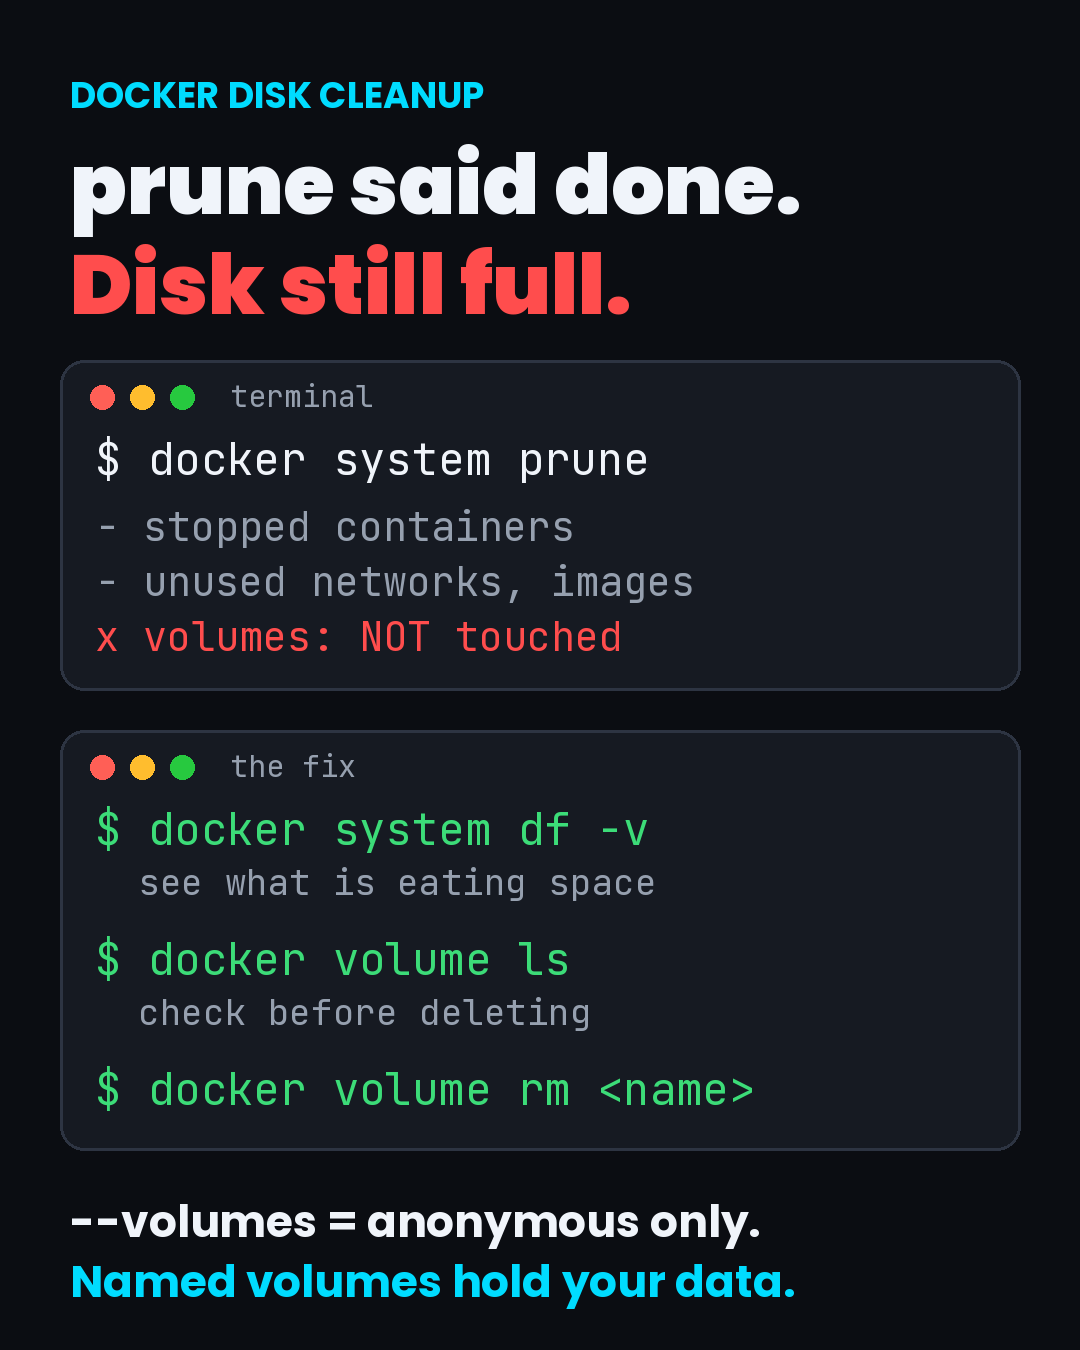 DOCKER DISK CLEANUP
prune said done.
Disk still full.
terminal
$ docker system prune
- stopped containers
- unused networks, images
x volumes: NOT touched
the fix
$ docker system df -v
see what is eating space
$ docker volume ls
check before deleting
$ docker volume rm <name>
--volumes = anonymous only.
Named volumes hold your data.